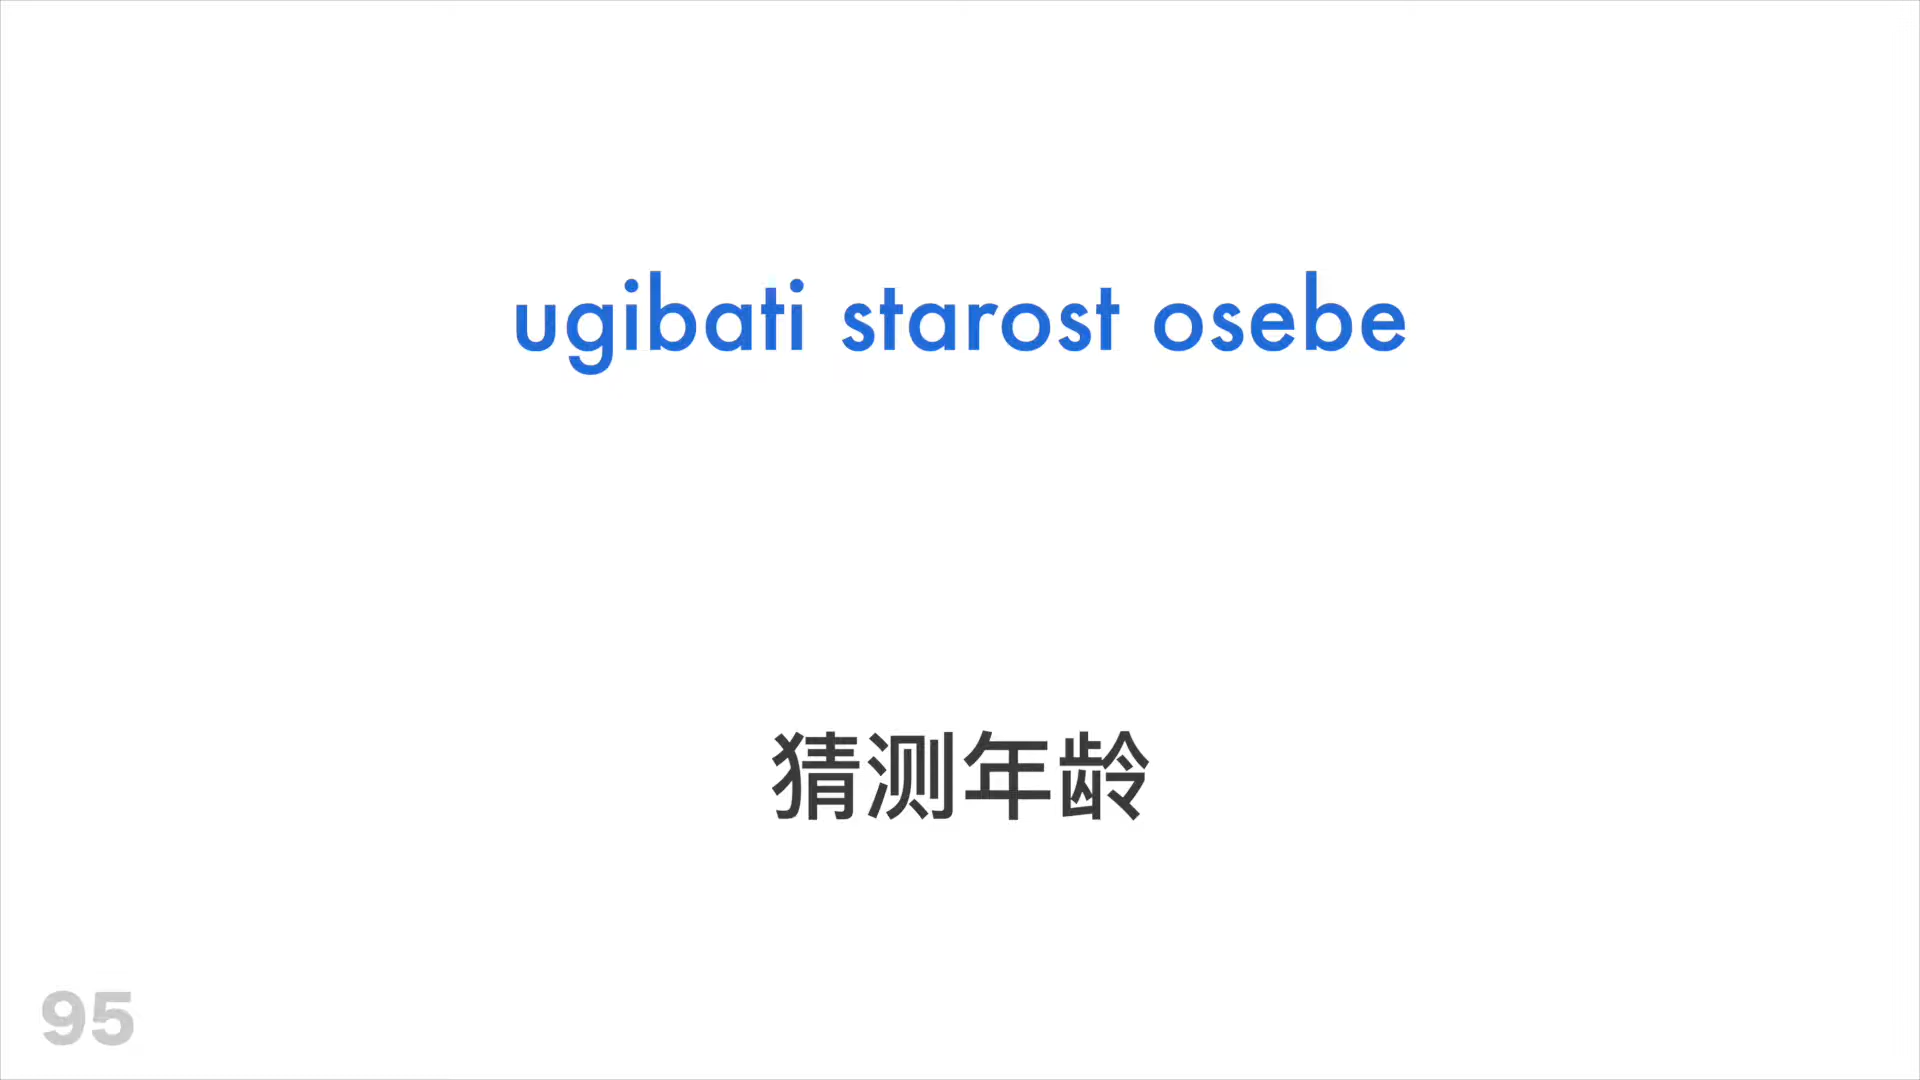 ugibati starost osebe
猜测年龄
95